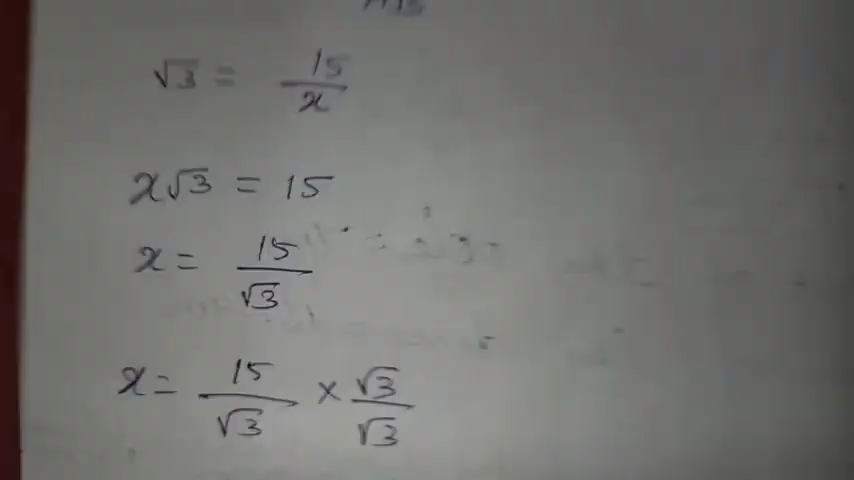 √3 = 15/x
x√3 = 15
x = 15/√3
x = 15/√3 × √3/√3